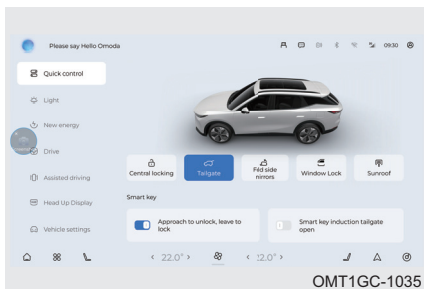 Please say Hello Omoda
09:30
Quick control
Light
New energy
Drive
Assisted driving
Head Up Display
Vehicle settings
Central locking
Tailgate
Féd side
nirrors
Window Lock
Sunroof
Smart key
Approach to unlock, leave to
lock
Smart key induction tailgate
open
22.0°
22.0°
OMT1GC-1035